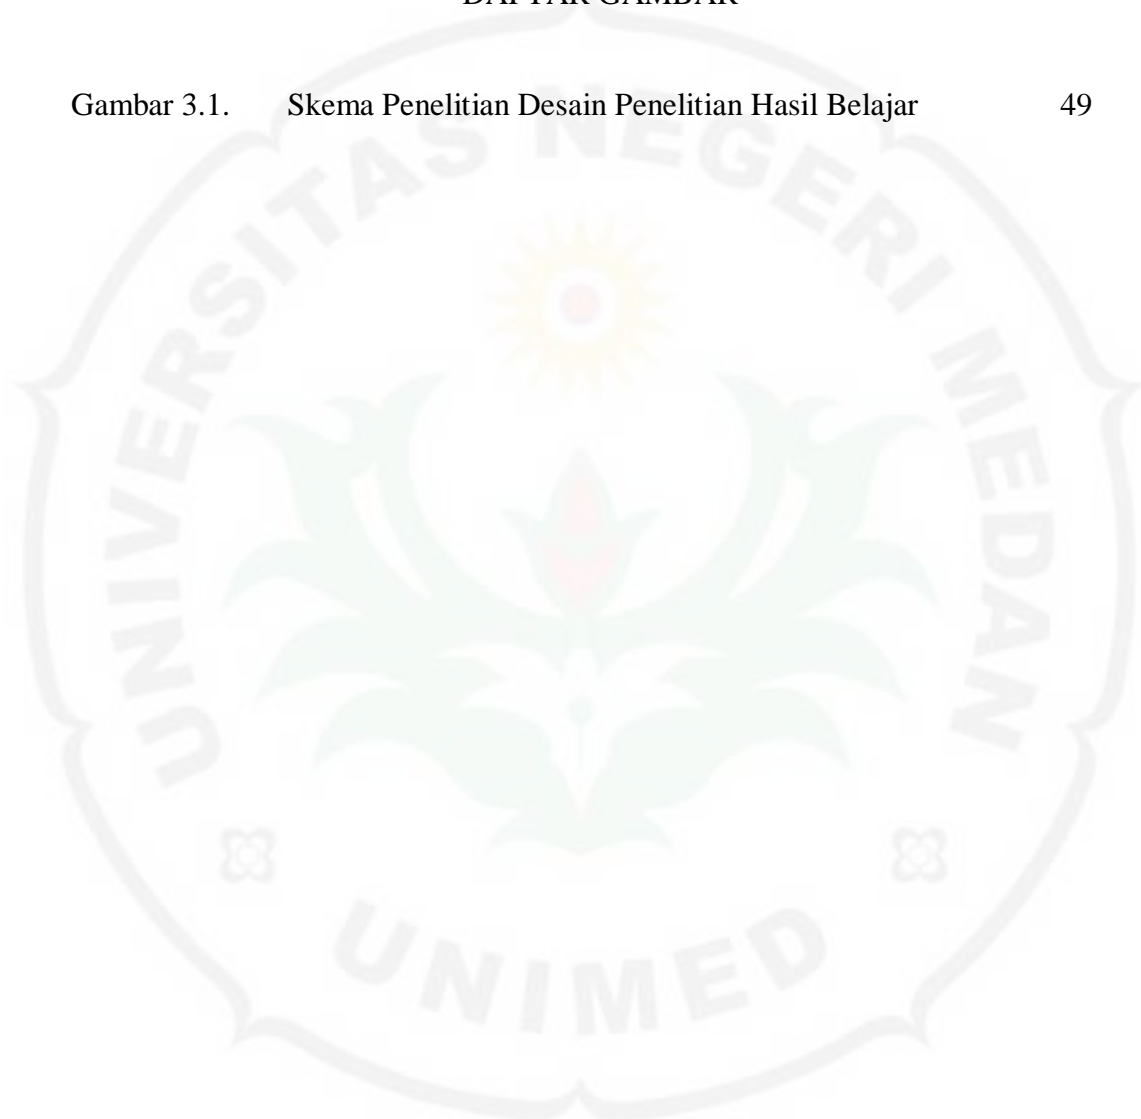 DAFTAR GAMBAR
Gambar 3.1. Skema Penelitian Desain Penelitian Hasil Belajar 49
UNIVERSITAS NEGERI MEDAN
UNIMED